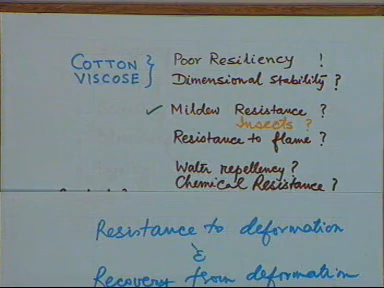 COTTON } Poor Resiliency !
VISCOSE } Dimensional stability ?
✓ Mildew Resistance ?
Insects ?
Resistance to flame ?
Water repellency ?
Chemical Resistance ?
Resistance to deformation
&
Recovery from deformation